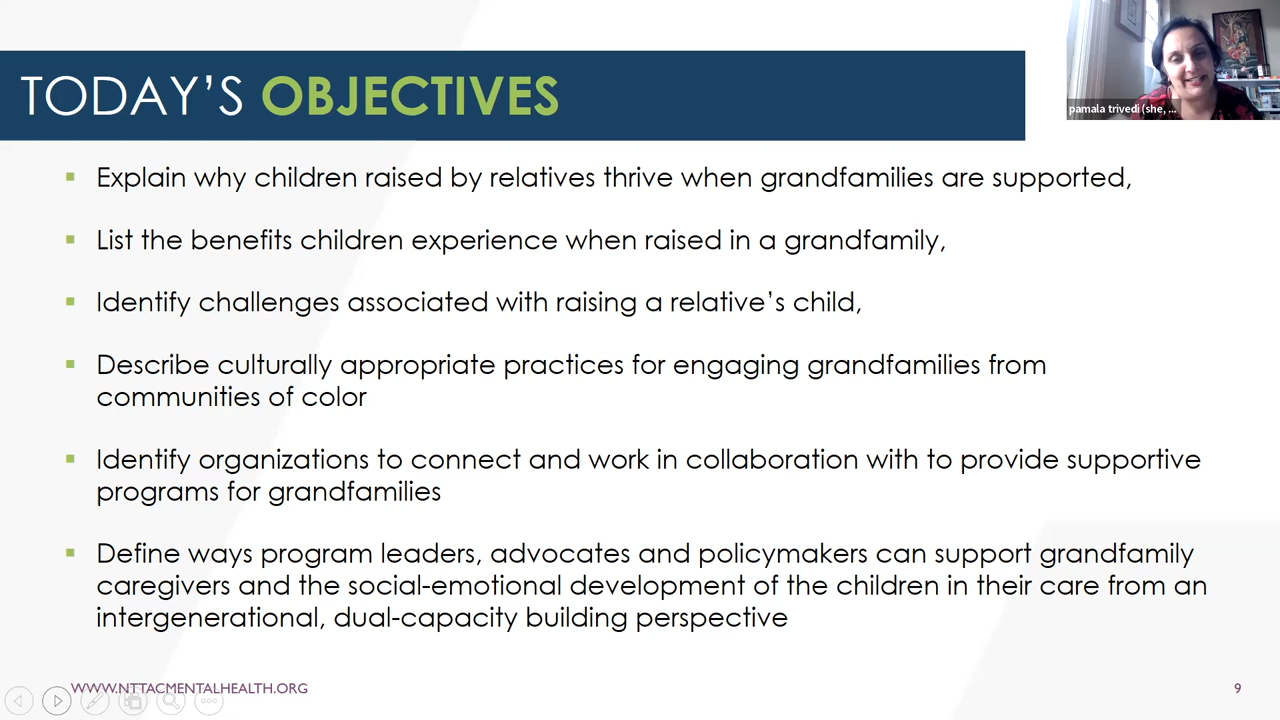 TODAY'S OBJECTIVES
pamala trivedi (she, ...
Explain why children raised by relatives thrive when grandfamilies are supported,
List the benefits children experience when raised in a grandfamily,
Identify challenges associated with raising a relative's child,
Describe culturally appropriate practices for engaging grandfamilies from
communities of color
Identify organizations to connect and work in collaboration with to provide supportive
programs for grandfamilies
Define ways program leaders, advocates and policymakers can support grandfamily
caregivers and the social-emotional development of the children in their care from an
intergenerational, dual-capacity building perspective
WWW.NTTACMENTALHEALTH.ORG
9